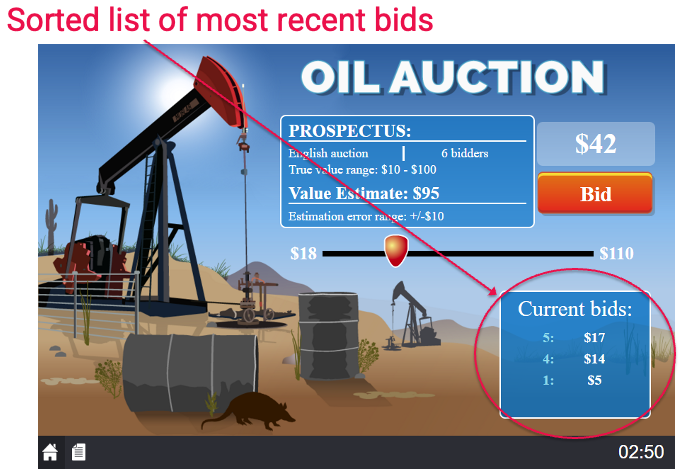 Sorted list of most recent bids
OIL AUCTION
PROSPECTUS:
English auction | 6 bidders
True value range: $10 - $100
Value Estimate: $95
Estimation error range: +/-$10
$42
Bid
$18
$110
Current bids:
5: $17
4: $14
1: $5
02:50